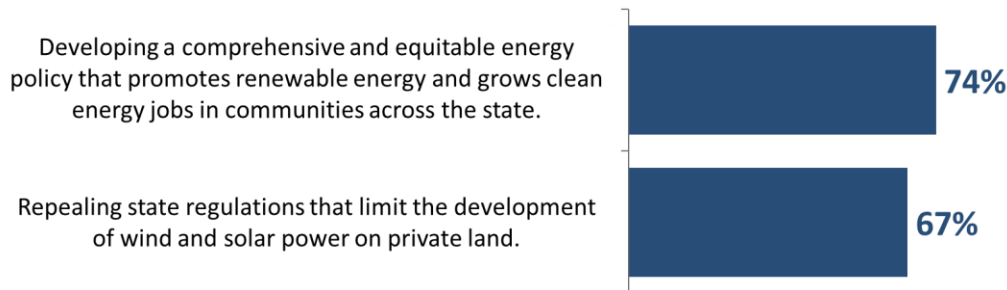 Developing a comprehensive and equitable energy
policy that promotes renewable energy and grows clean
energy jobs in communities across the state.
74%
Repealing state regulations that limit the development
of wind and solar power on private land.
67%